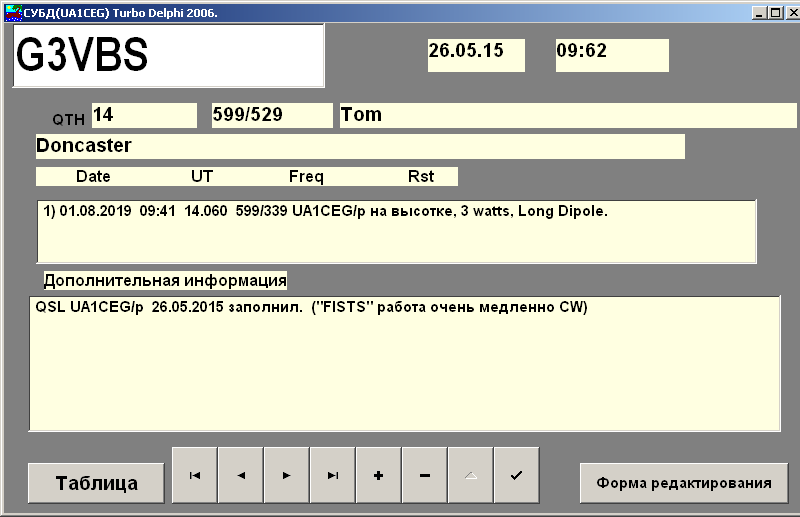 СУБД(UA1CEG) Turbo Delphi 2006.
G3VBS
26.05.15 09:62
QTH 14 599/529 Tom
Doncaster
Date UT Freq Rst
1) 01.08.2019 09:41 14.060 599/339 UA1CEG/p на высотке, 3 watts, Long Dipole.
Дополнительная информация
QSL UA1CEG/p 26.05.2015 заполнил. ("FISTS" работа очень медленно CW)
Таблица Форма редактирования